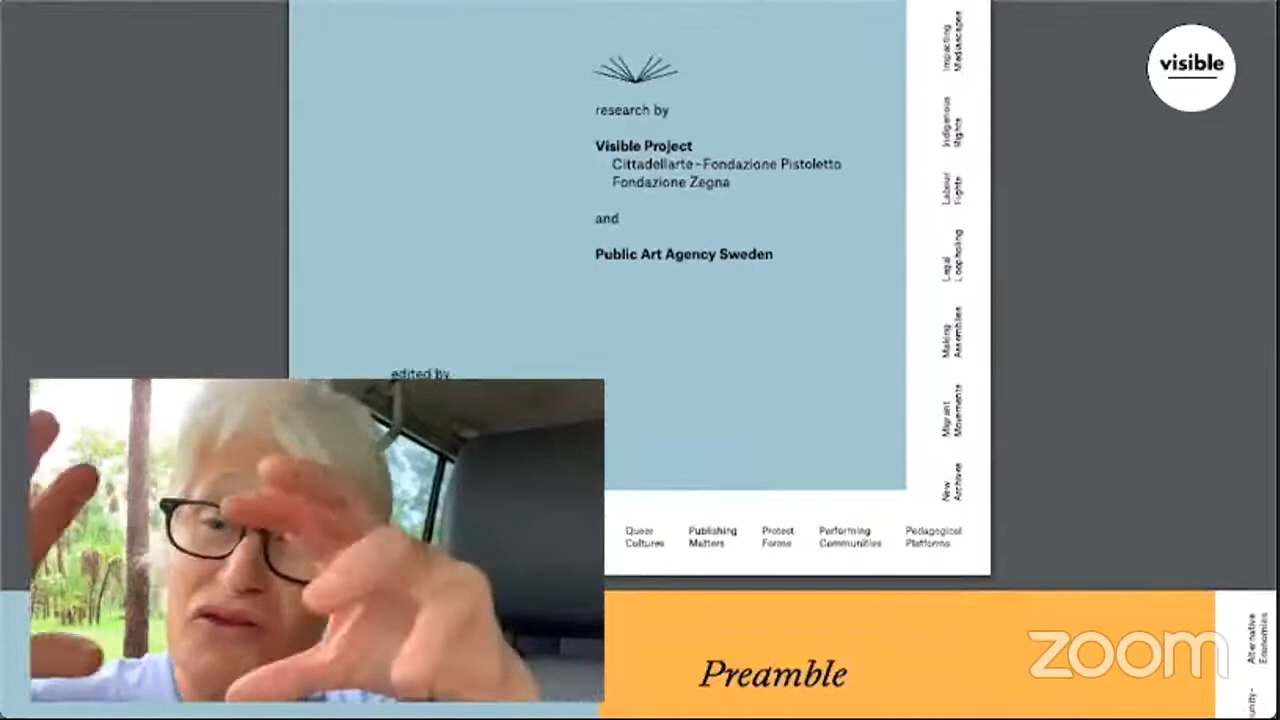 visible
research by
Visible Project
Cittadellarte–Fondazione Pistoletto
Fondazione Zegna
and
Public Art Agency Sweden
edited by
Impacting
Mediascapes
Indigenous
Rights
Labour
Rights
Legal
Loopholing
Making
Assemblies
Migrant
Movements
New
Archives
Queer
Cultures
Publishing
Matters
Protest
Forms
Performing
Communities
Pedagogical
Platforms
Preamble
Alternative
Economies
unity-
zoom